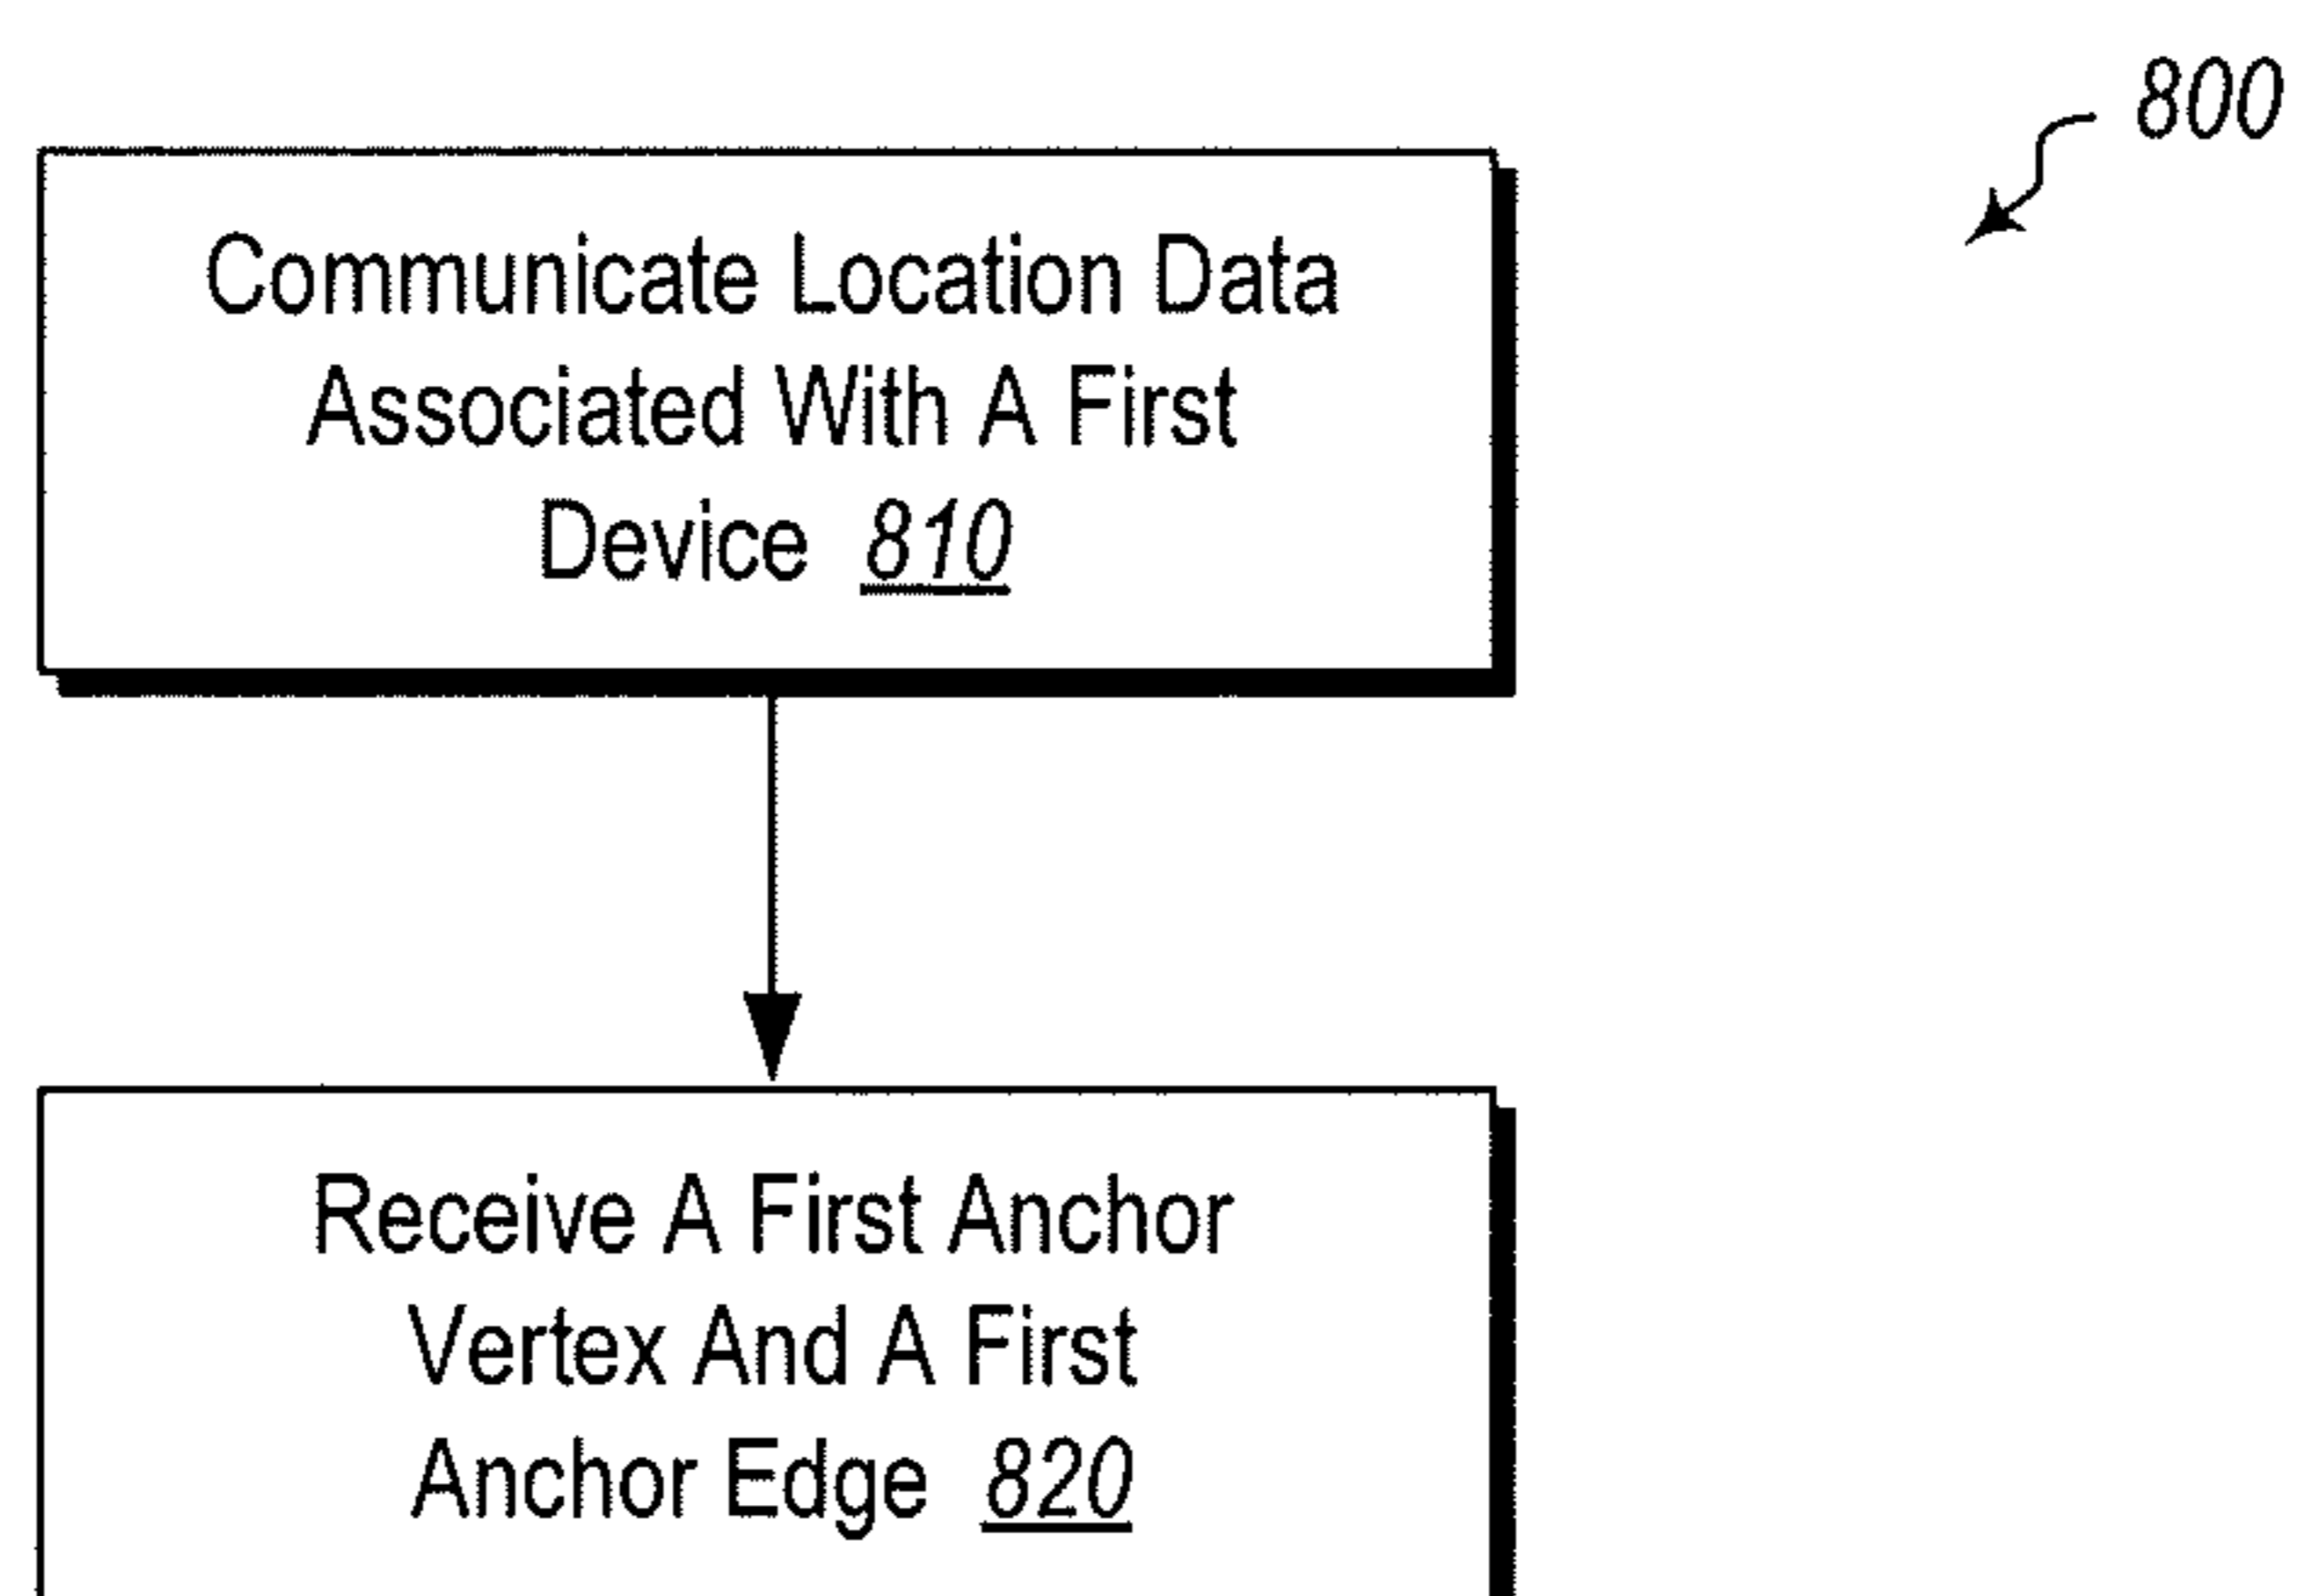 800
Communicate Location Data
Associated With A First
Device 810
Receive A First Anchor
Vertex And A First
Anchor Edge 820